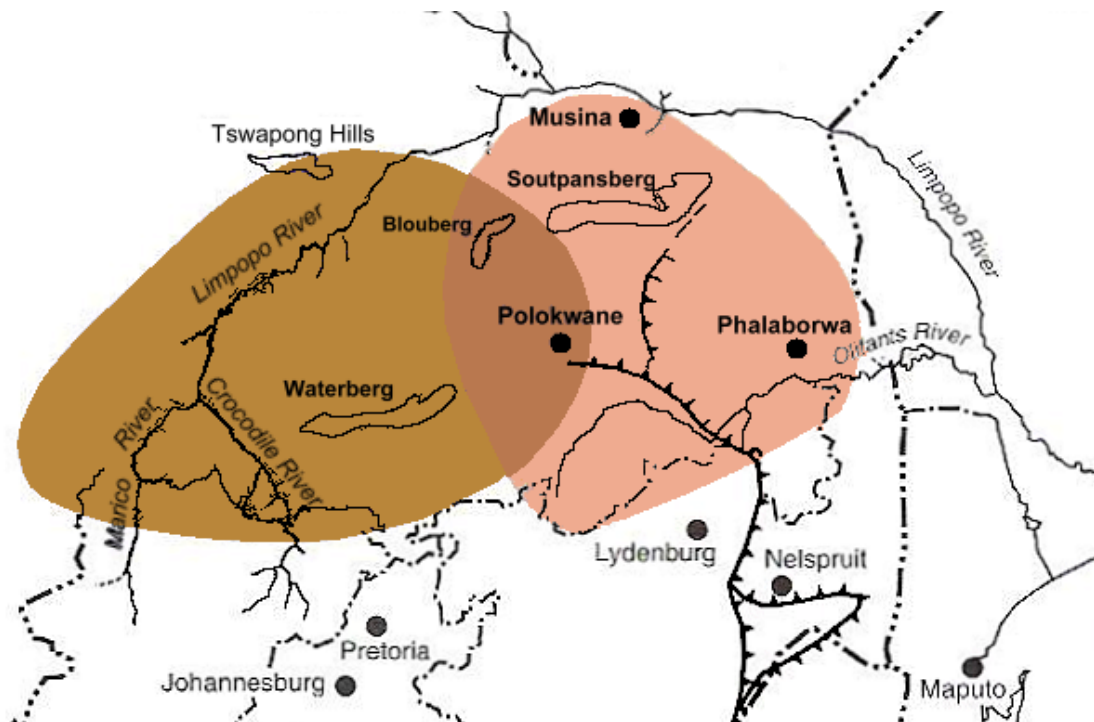 Musina
Tswapong Hills
Soutpansberg
Limpopo River
Blouberg
Limpopo River
Polokwane
Phalaborwa
Olifants River
Waterberg
Crocodile River
Marico
River
Lydenburg
Nelspruit
Pretoria
Johannesburg
Maputo